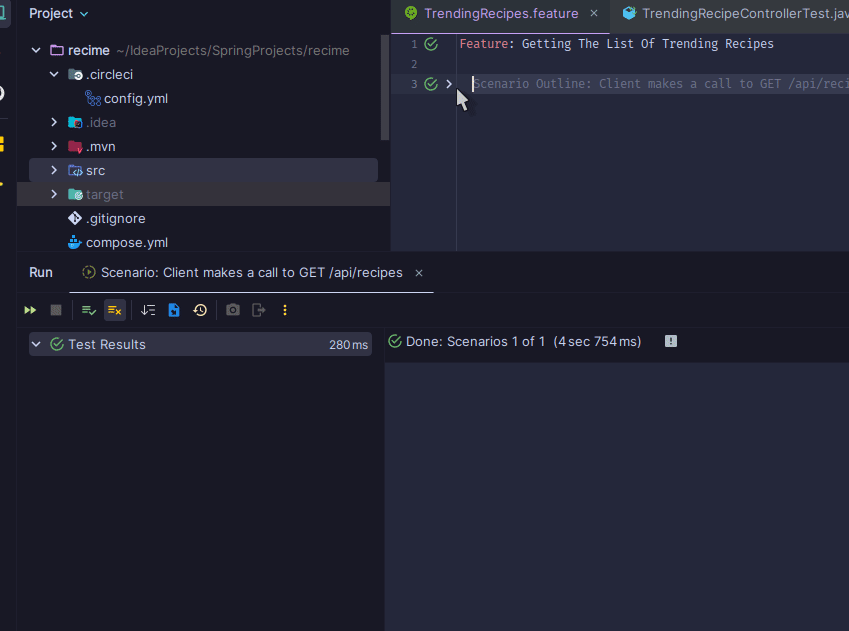 Project
TrendingRecipes.feature
TrendingRecipeControllerTest.jav
recime ~/IdeaProjects/SpringProjects/recime
.circleci
config.yml
.idea
.mvn
src
target
.gitignore
compose.yml
1 Feature: Getting The List Of Trending Recipes
2
3 Scenario Outline: Client makes a call to GET /api/reci
Run
Scenario: Client makes a call to GET /api/recipes
Test Results
280 ms
Done: Scenarios 1 of 1 (4 sec 754 ms)